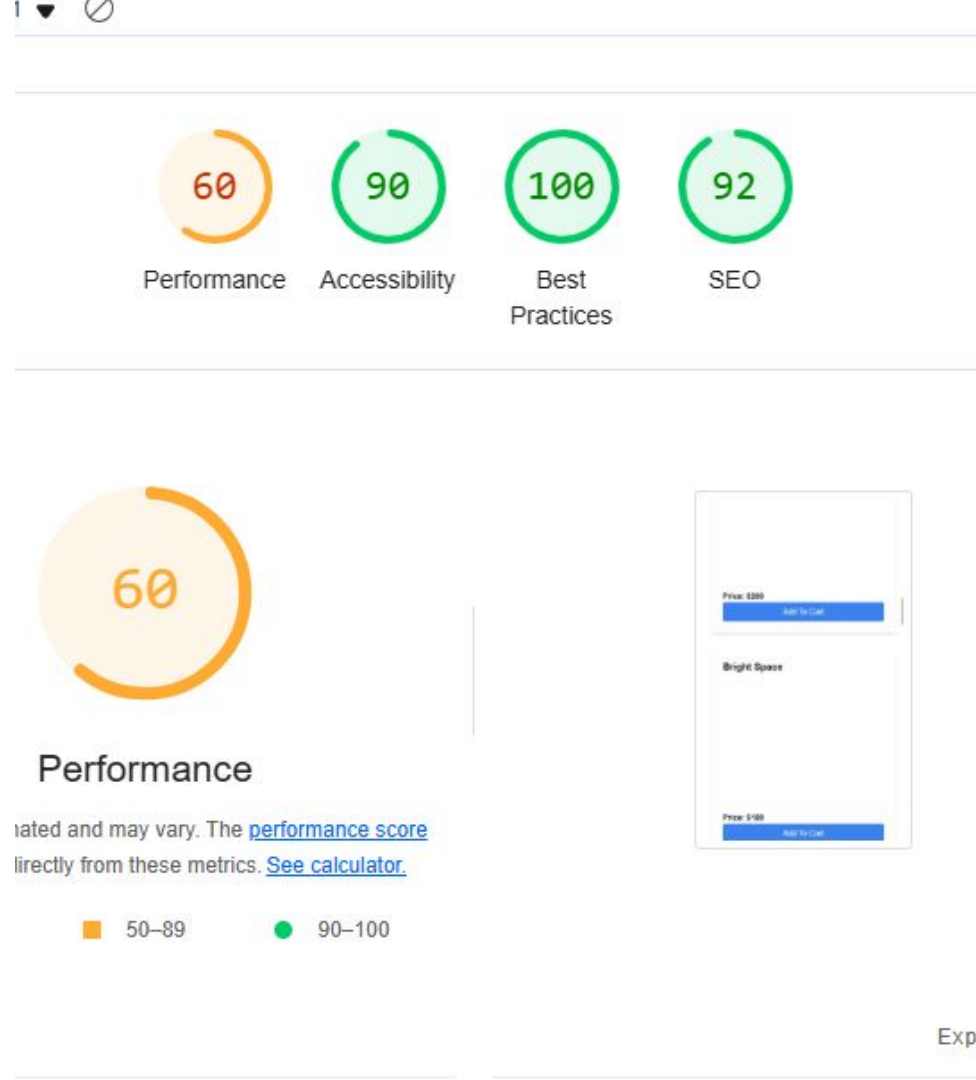 60
90
100
92
Performance
Accessibility
Best
Practices
SEO
60
Price: $200
Add To Cart
Bright Space
Price: $188
Add To Cart
Performance
nated and may vary. The performance score
directly from these metrics. See calculator.
50–89
90–100
Exp